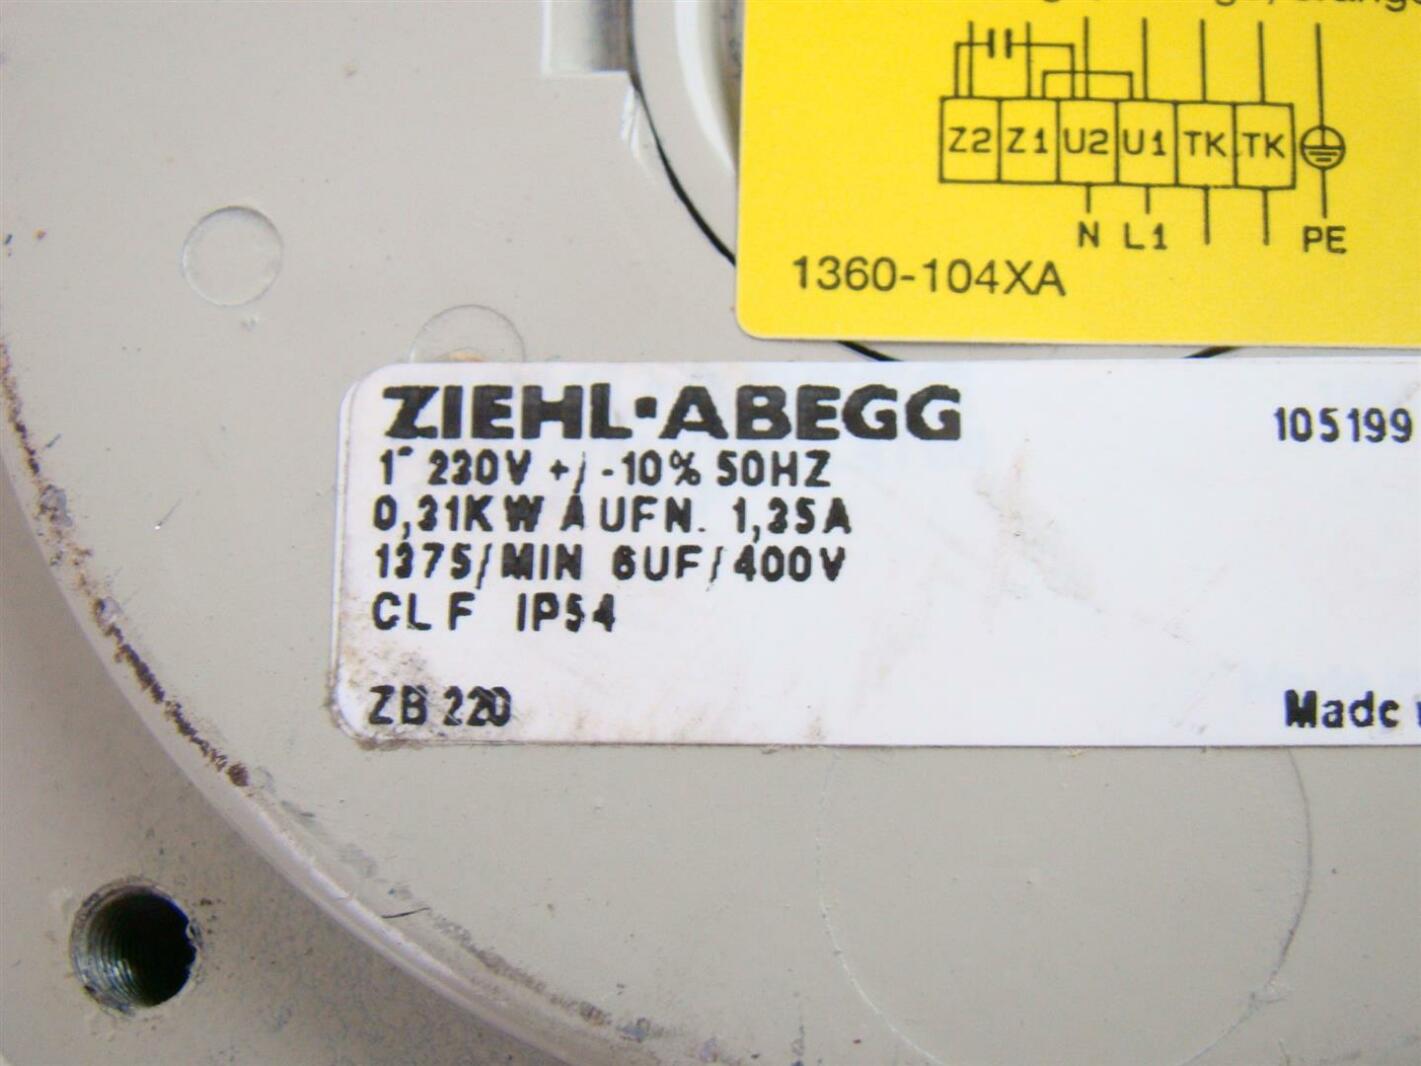 Z2 Z1 U2 U1 TK TK
N L1 PE
1360-104XA
ZIEHL-ABEGG 105199
1~ 230V +/-10% 50HZ
0,31KW AUFN. 1,35A
1375/MIN 6UF/400V
CL F IP54
ZB 220 Made